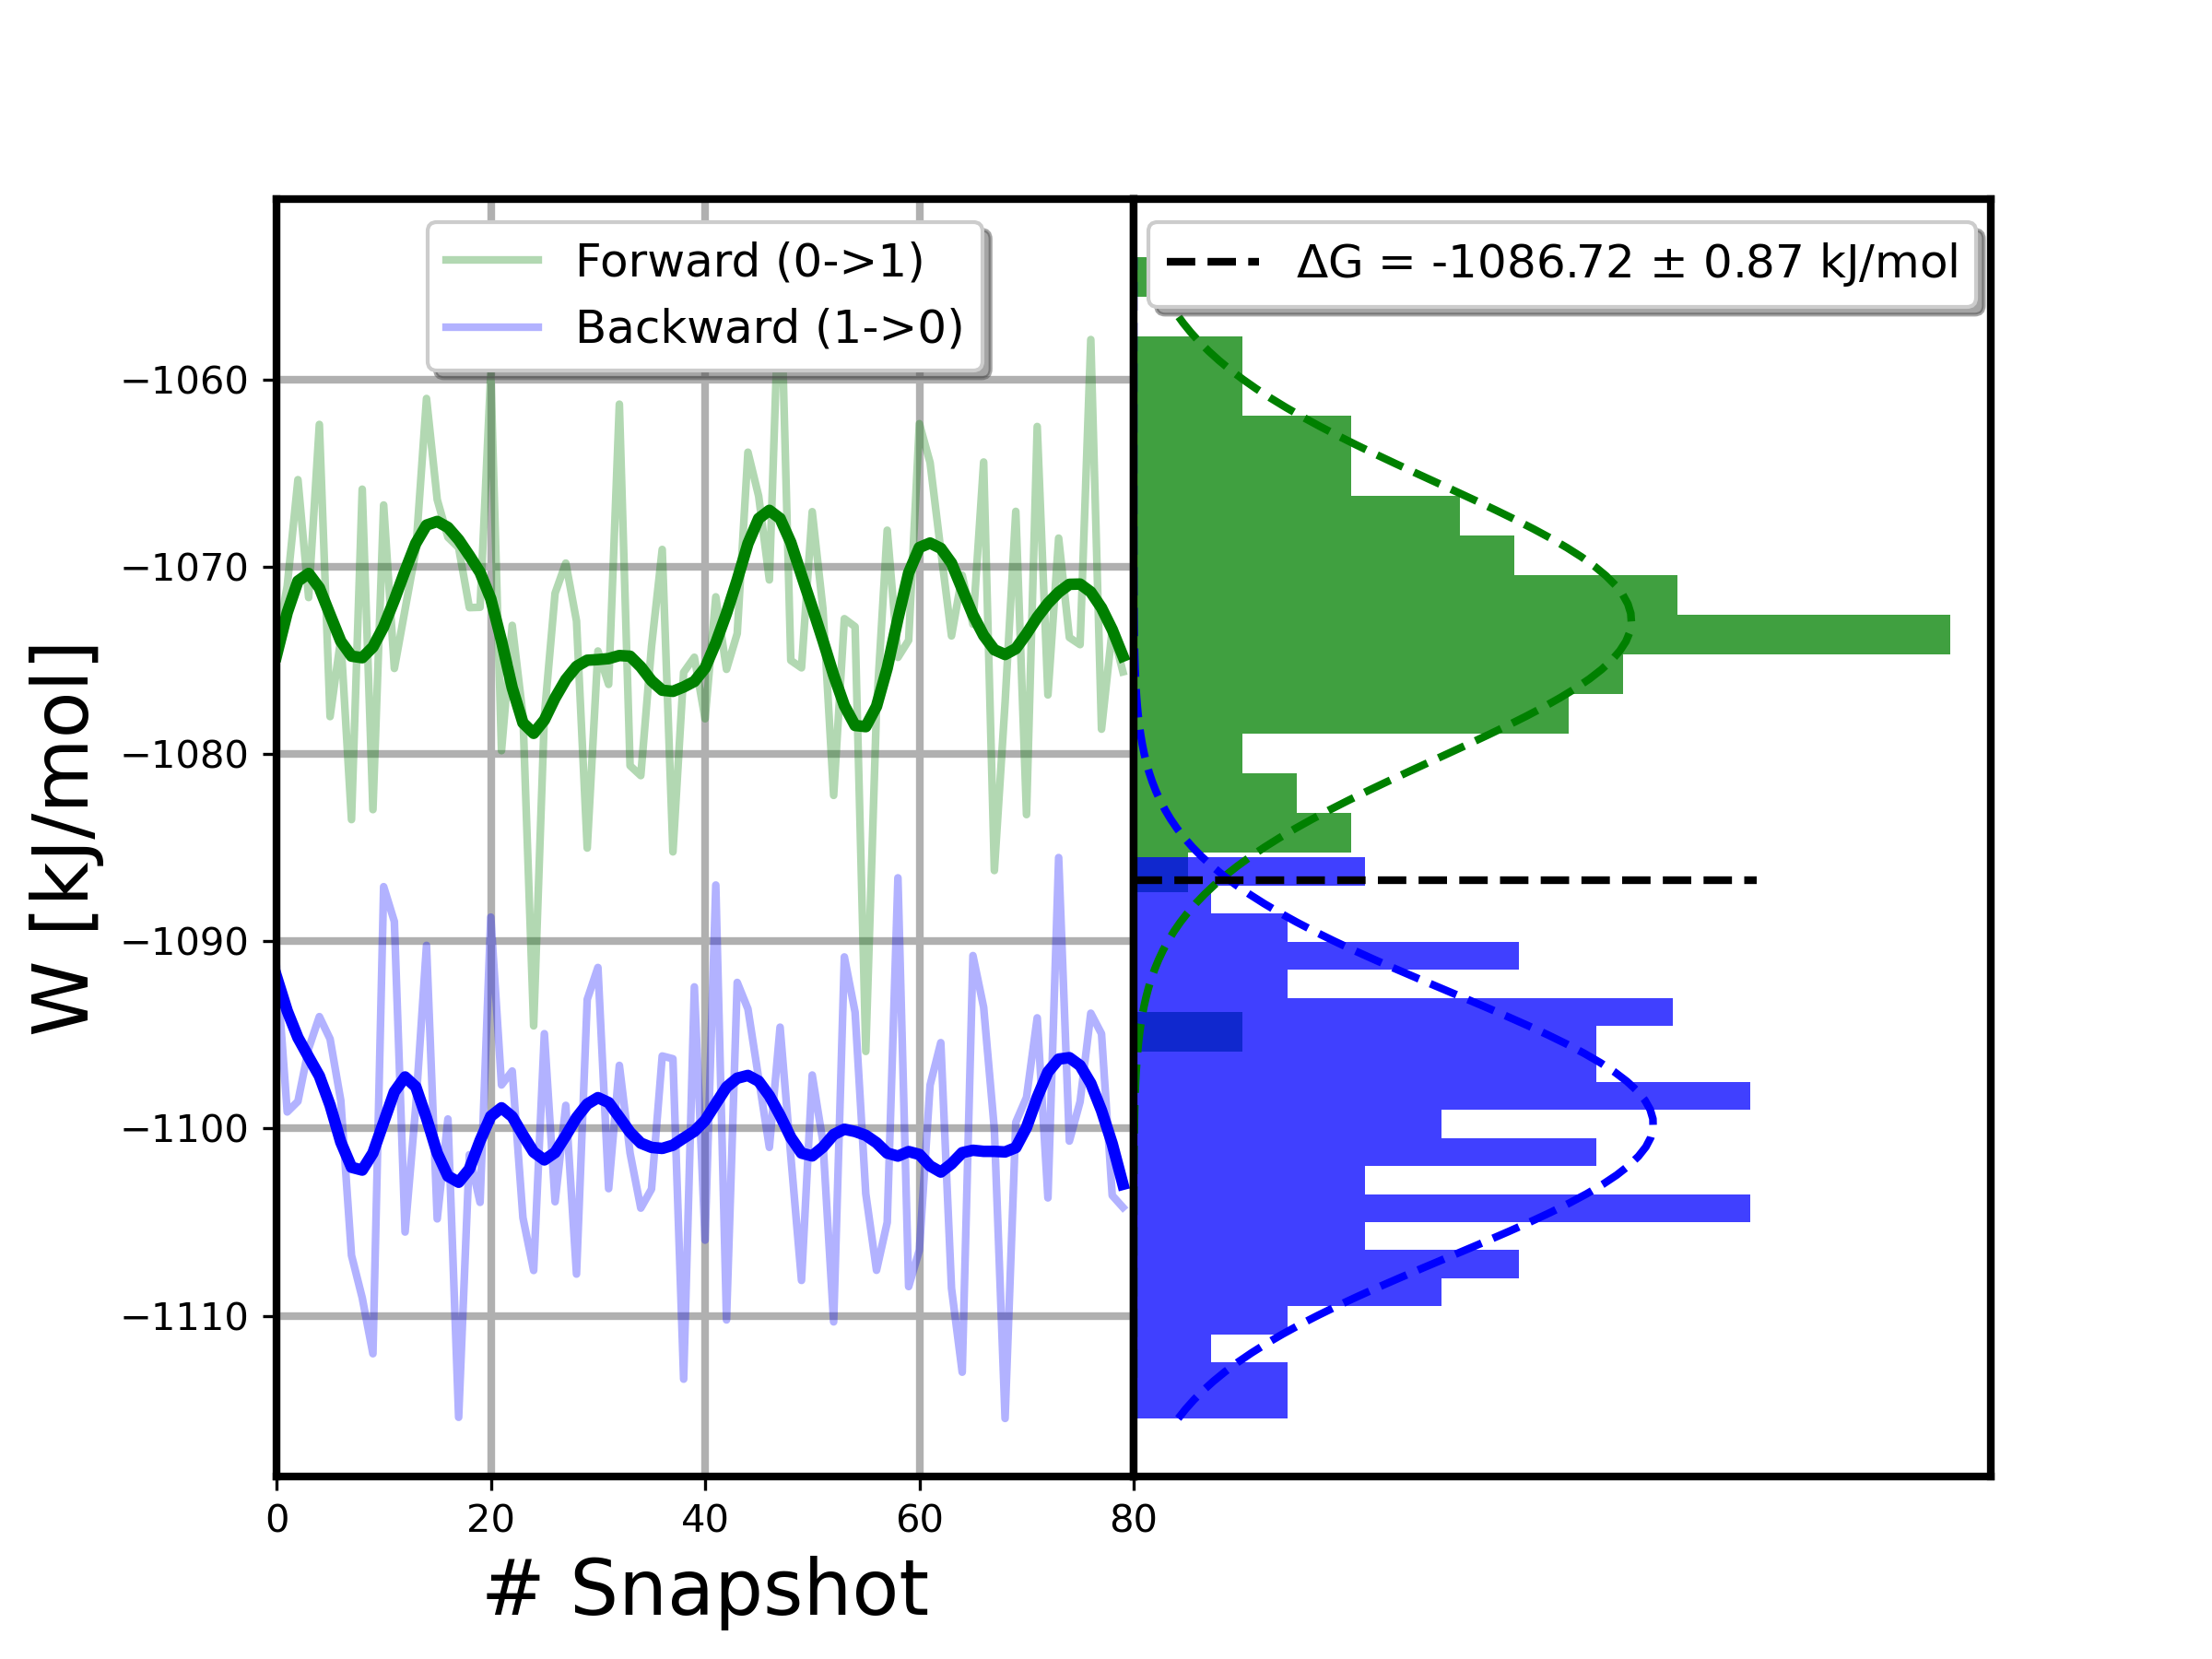 Forward (0->1)
Backward (1->0)
ΔG = -1086.72 ± 0.87 kJ/mol
W [kJ/mol]
−1060
−1070
−1080
−1090
−1100
−1110
0 20 40 60 80
# Snapshot